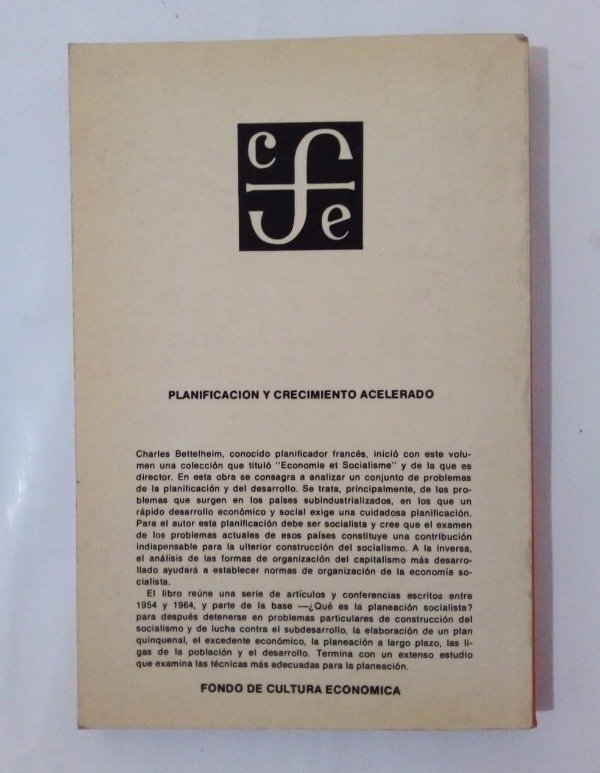 c f e
PLANIFICACION Y CRECIMIENTO ACELERADO
Charles Bettelheim, conocido planificador francés, inició con este volu-
men una colección que tituló "Economie et Socialisme" y de la que es
director. En esta obra se consagra a analizar un conjunto de problemas
de la planificación y del desarrollo. Se trata, principalmente, de los pro-
blemas que surgen en los países subindustrializados, en los que un
rápido desarrollo económico y social exige una cuidadosa planificación.
Para el autor esta planificación debe ser socialista y cree que el examen
de los problemas actuales de esos países constituye una contribución
indispensable para la ulterior construcción del socialismo. A la inversa,
el análisis de las formas de organización del capitalismo más desarro-
llado ayudará a establecer normas de organización de la economía so-
cialista.
El libro reúne una serie de artículos y conferencias escritos entre
1954 y 1964, y parte de la base —¿Qué es la planeación socialista?
para después detenerse en problemas particulares de construcción del
socialismo y de lucha contra el subdesarrollo, la elaboración de un plan
quinquenal, el excedente económico, la planeación a largo plazo, las li-
gas de la población y el desarrollo. Termina con un extenso estudio
que examina las técnicas más adecuadas para la planeación.
FONDO DE CULTURA ECONOMICA